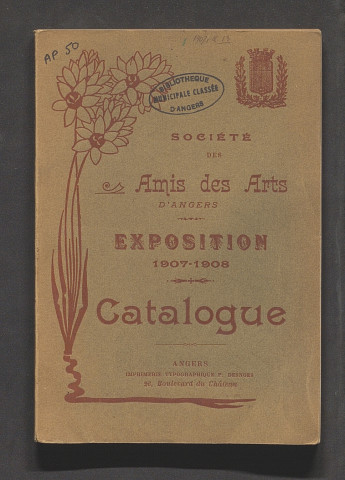 AP 50
BIBLIOTHEQUE
MUNICIPALE CLASSÉE
D'ANGERS
SOCIÉTÉ
DES
Amis des Arts
D'ANGERS
EXPOSITION
1907-1908
Catalogue
ANGERS
IMPRIMERIE TYPOGRAPHIQUE
Boulevard du Château